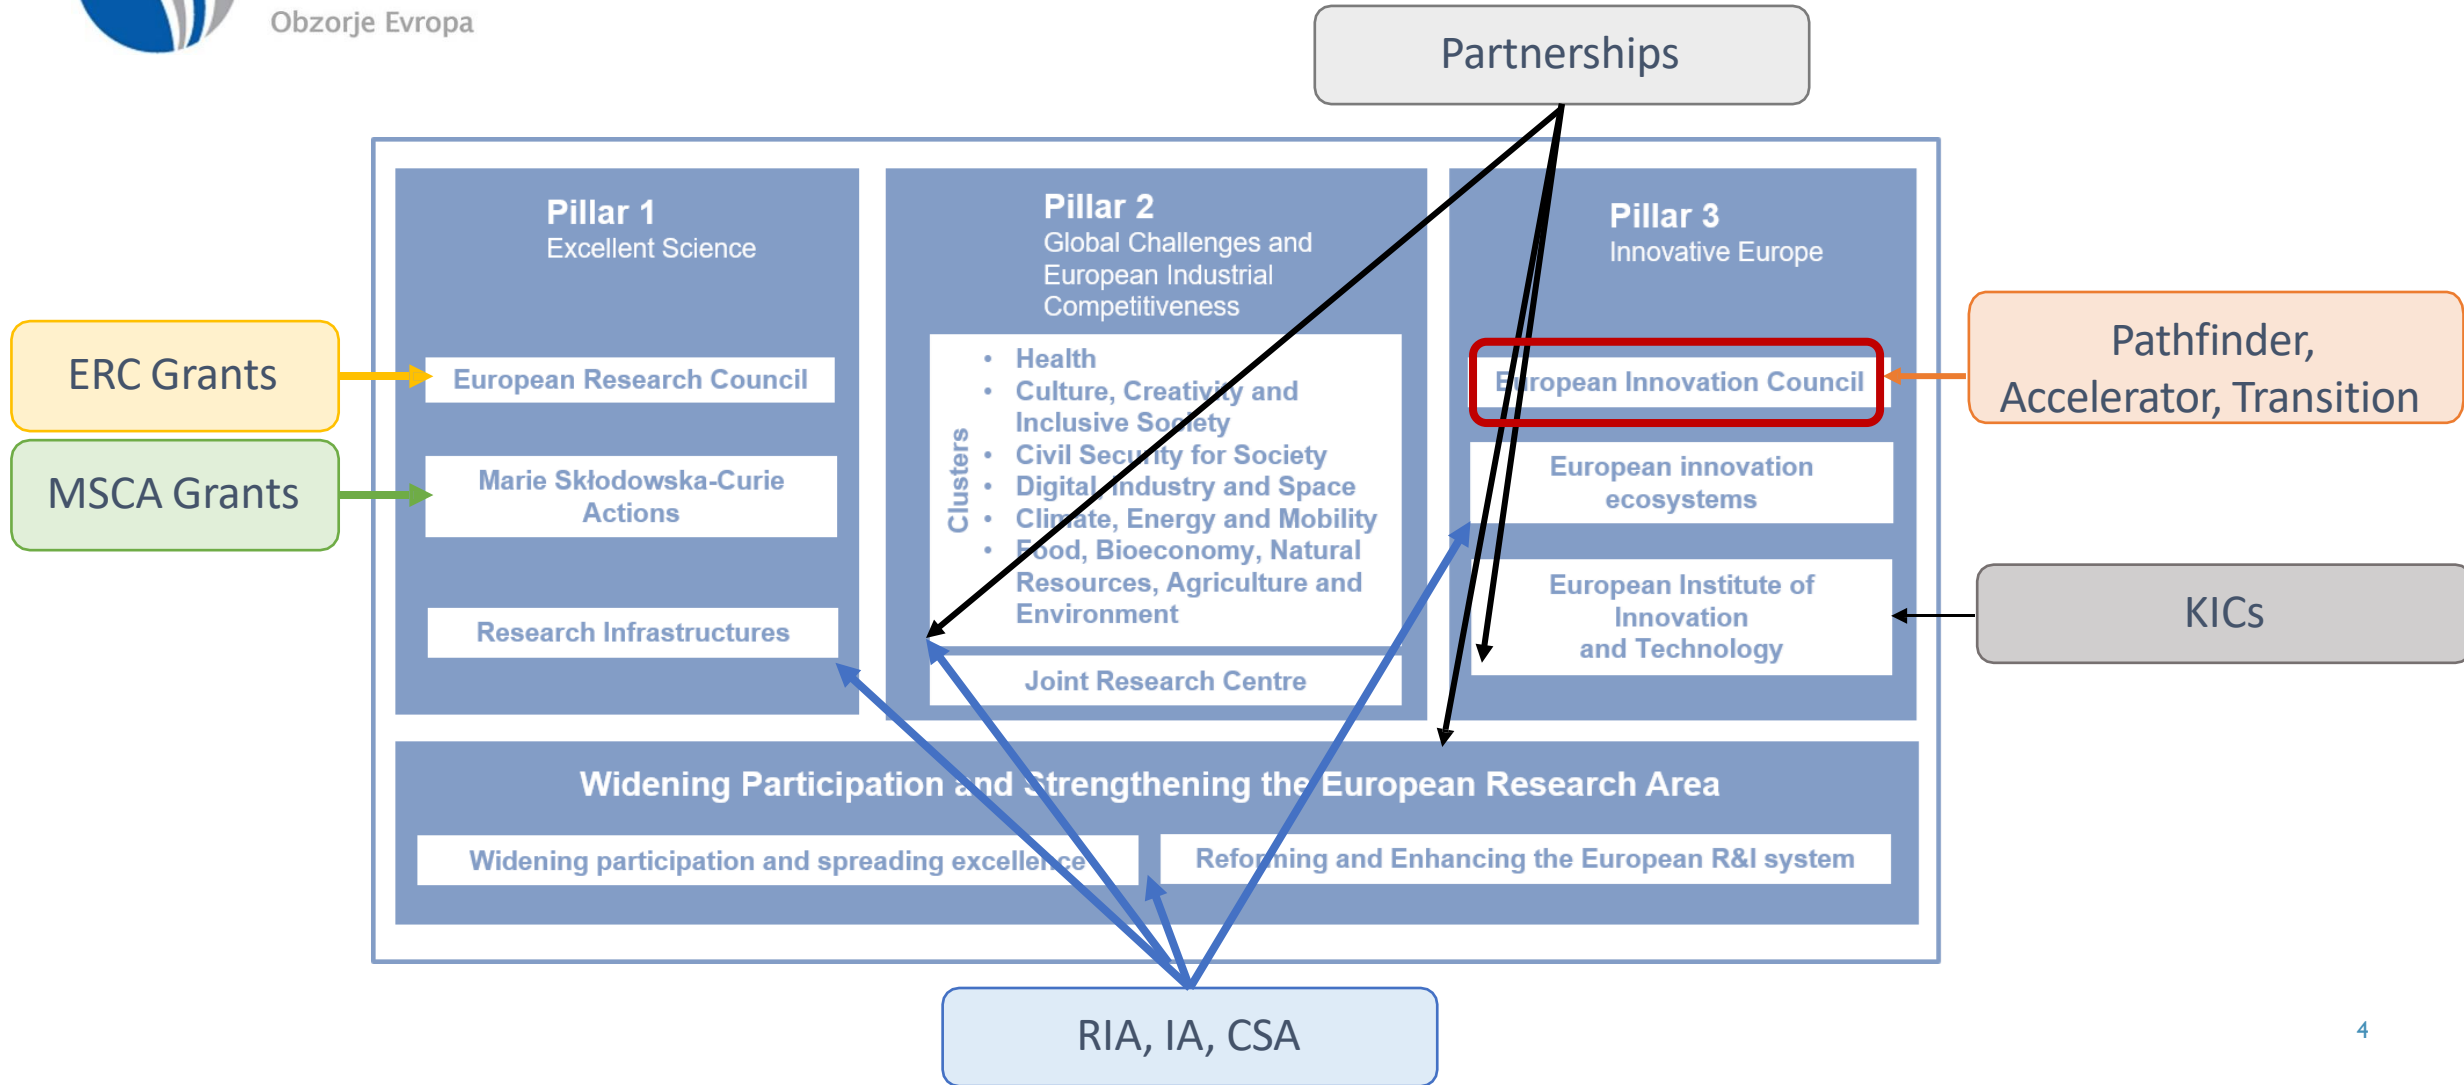 Obzorje Evropa
Partnerships
Pillar 1
Excellent Science
Pillar 2
Global Challenges and
European Industrial
Competitiveness
Pillar 3
Innovative Europe
ERC Grants
MSCA Grants
European Research Council
Marie Skłodowska-Curie
Actions
Research Infrastructures
Clusters
• Health
• Culture, Creativity and
Inclusive Society
• Civil Security for Society
• Digital, Industry and Space
• Climate, Energy and Mobility
• Food, Bioeconomy, Natural
Resources, Agriculture and
Environment
Joint Research Centre
European Innovation Council
European innovation
ecosystems
European Institute of
Innovation
and Technology
Pathfinder,
Accelerator, Transition
KICs
Widening Participation and Strengthening the European Research Area
Widening participation and spreading excellence
Reforming and Enhancing the European R&I system
RIA, IA, CSA
4